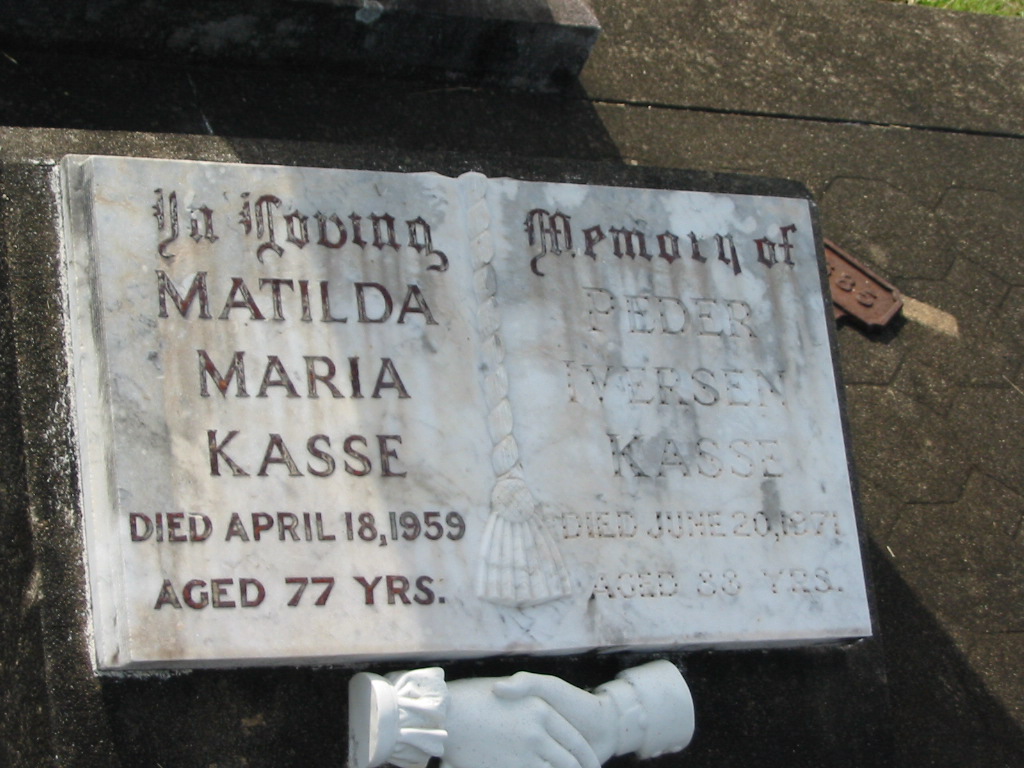 In Loving Memory of
MATILDA
MARIA
KASSE
DIED APRIL 18,1959
AGED 77 YRS.
PEDER
IVERSEN
KASSE
DIED JUNE 20,1971
AGED 88 YRS.